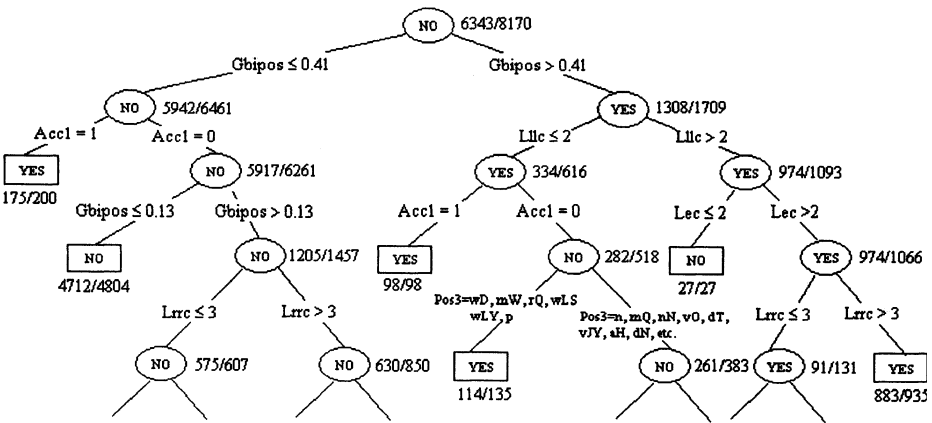 NO 6343/8170
Gbipos ≤ 0.41 Gbipos > 0.41
NO 5942/6461 YES 1308/1709
Acc1 = 1 Acc1 = 0 Lllc ≤ 2 Lllc > 2
YES NO 5917/6261 YES 334/616 YES 974/1093
175/200
Gbipos ≤ 0.13 Gbipos > 0.13 Acc1 = 1 Acc1 = 0 Lec ≤ 2 Lec >2
NO NO 1205/1457 YES NO 282/518 NO YES 974/1066
4712/4804 98/98 27/27
Pos3=wD, mW, rQ, wLS
wLY, p
Pos3=n, mQ, nN, vO, dT,
vJY, sH, dN, etc.
Lrrc ≤ 3 Lrrc > 3 Lrrc ≤ 3 Lrrc > 3
NO 575/607 NO 630/850 YES NO 261/383 YES 91/131 YES
114/135 883/935